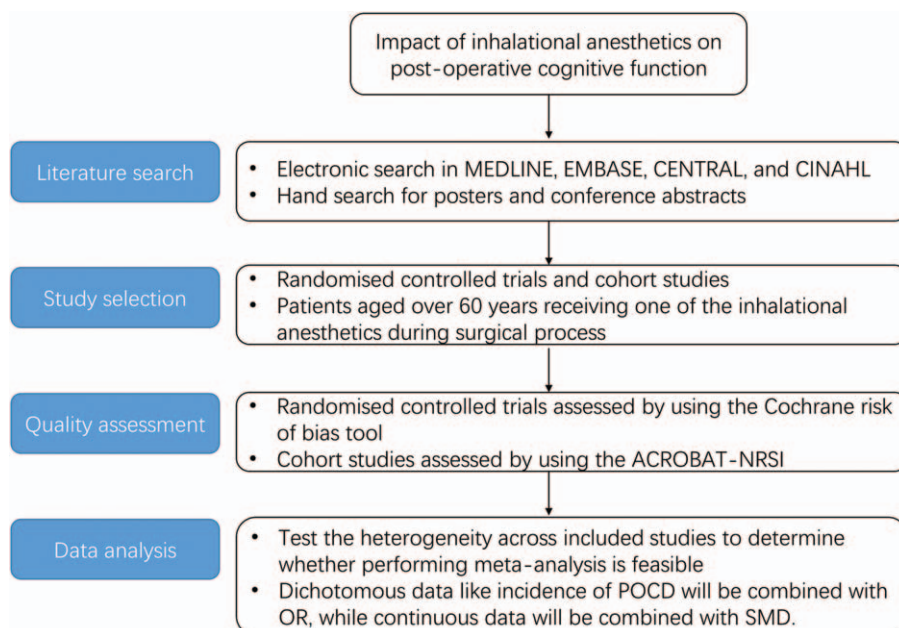 Impact of inhalational anesthetics on
post-operative cognitive function
Literature search
• Electronic search in MEDLINE, EMBASE, CENTRAL, and CINAHL
• Hand search for posters and conference abstracts
Study selection
• Randomised controlled trials and cohort studies
• Patients aged over 60 years receiving one of the inhalational
anesthetics during surgical process
Quality assessment
• Randomised controlled trials assessed by using the Cochrane risk
of bias tool
• Cohort studies assessed by using the ACROBAT-NRSI
Data analysis
• Test the heterogeneity across included studies to determine
whether performing meta-analysis is feasible
• Dichotomous data like incidence of POCD will be combined with
OR, while continuous data will be combined with SMD.